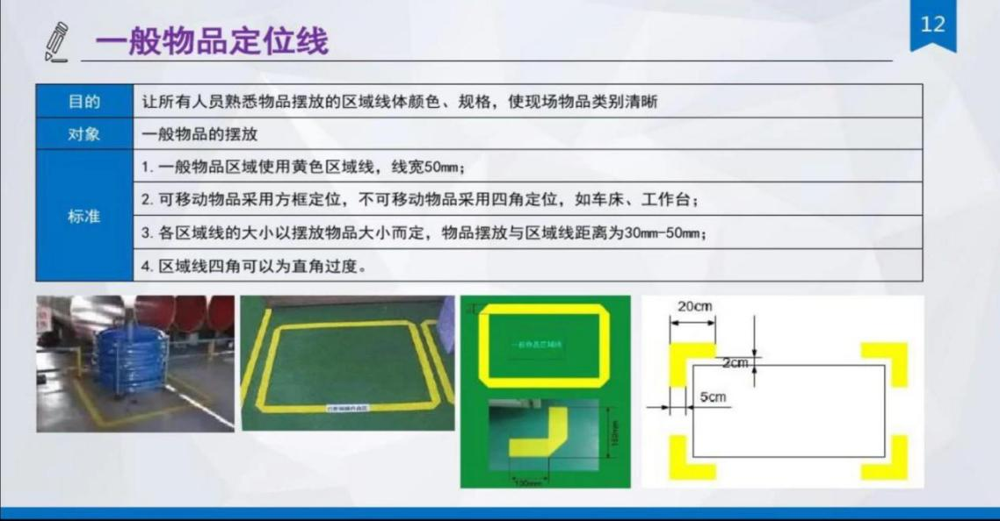 12
一般物品定位线
目的
让所有人员熟悉物品摆放的区域线体颜色、规格，使现场物品类别清晰
对象
一般物品的摆放
标准
1.一般物品区域使用黄色区域线，线宽50mm；
2.可移动物品采用方框定位，不可移动物品采用四角定位，如车床、工作台；
3.各区域线的大小以摆放物品大小而定，物品摆放与区域线距离为30mm-50mm；
4.区域线四角可以为直角过度。
一般物品区域线
100mm
20cm
2cm
5cm